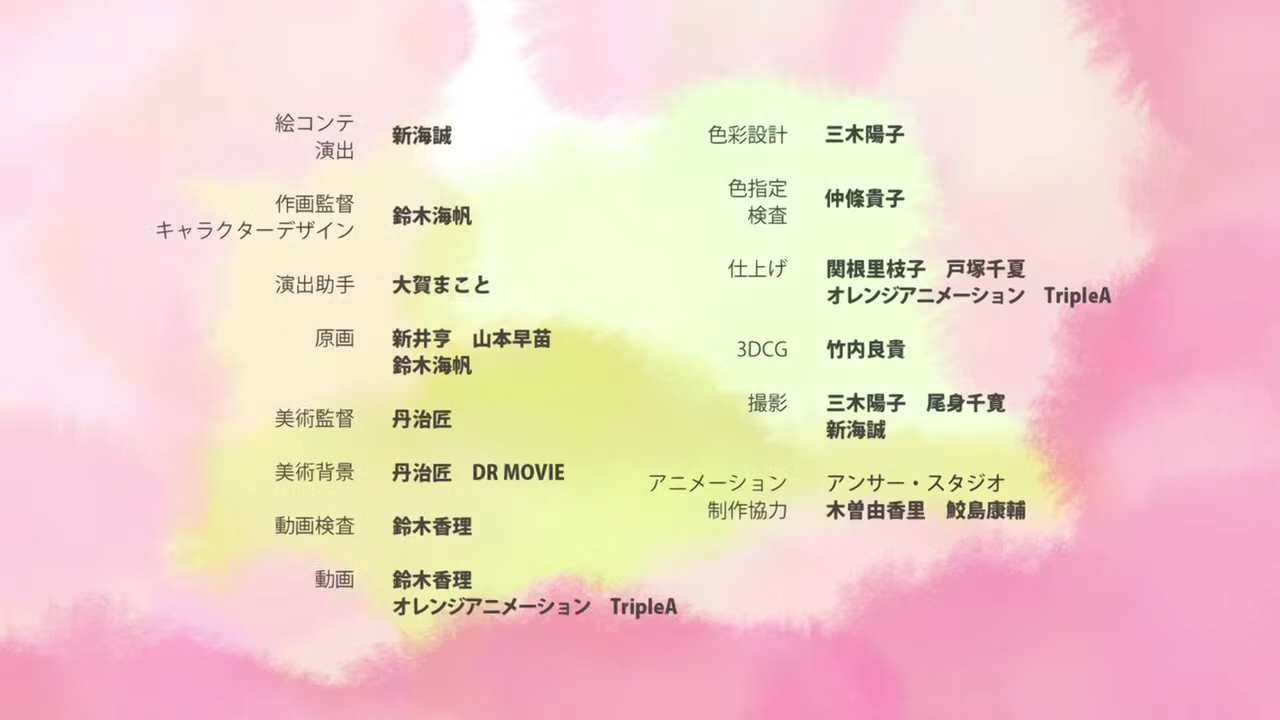 絵コンテ
演出
新海誠
作画監督
キャラクターデザイン
鈴木海帆
演出助手
大賀まこと
原画
新井亨　山本早苗
鈴木海帆
美術監督
丹治匠
美術背景
丹治匠　DR MOVIE
動画検査
鈴木香理
動画
鈴木香理
オレンジアニメーション　TripleA
色彩設計
三木陽子
色指定
検査
仲條貴子
仕上げ
関根里枝子　戸塚千夏
オレンジアニメーション　TripleA
3DCG
竹内良貴
撮影
三木陽子　尾身千寛
新海誠
アニメーション
制作協力
アンサー・スタジオ
木曽由香里　鮫島康輔